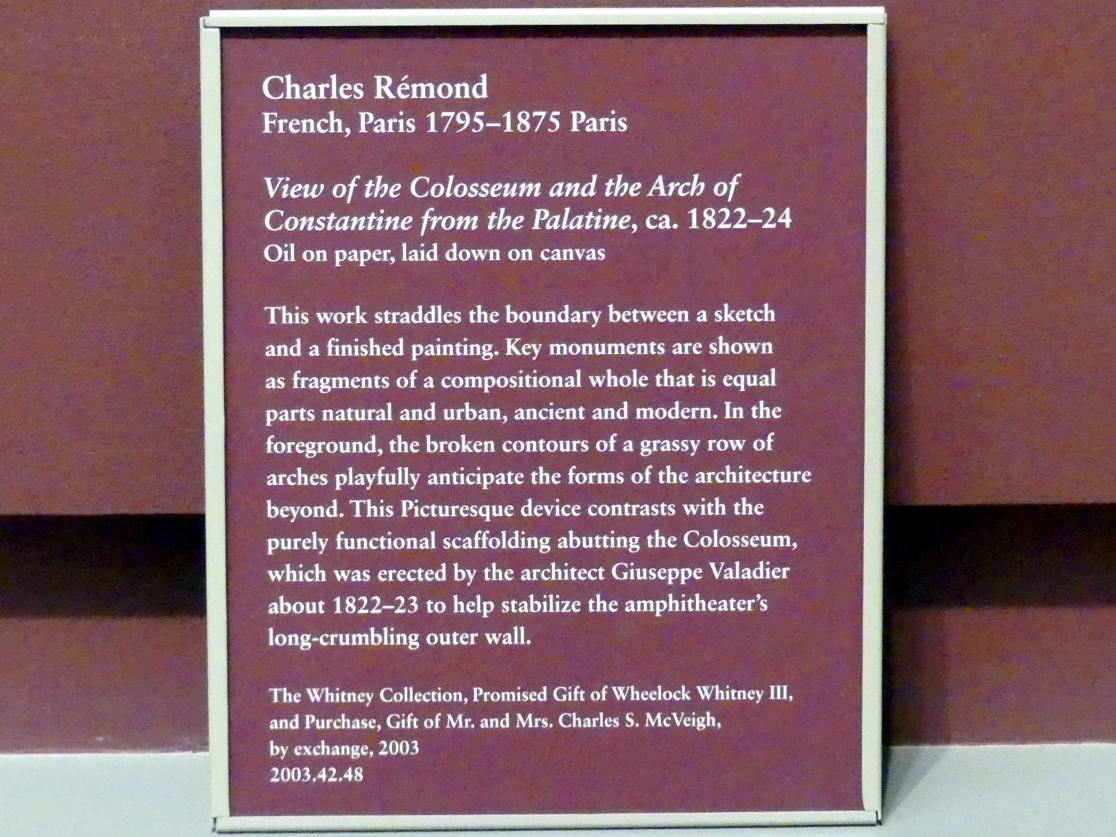 Charles Rémond
French, Paris 1795–1875 Paris
View of the Colosseum and the Arch of
Constantine from the Palatine, ca. 1822–24
Oil on paper, laid down on canvas
This work straddles the boundary between a sketch
and a finished painting. Key monuments are shown
as fragments of a compositional whole that is equal
parts natural and urban, ancient and modern. In the
foreground, the broken contours of a grassy row of
arches playfully anticipate the forms of the architecture
beyond. This Picturesque device contrasts with the
purely functional scaffolding abutting the Colosseum,
which was erected by the architect Giuseppe Valadier
about 1822–23 to help stabilize the amphitheater’s
long-crumbling outer wall.
The Whitney Collection, Promised Gift of Wheelock Whitney III,
and Purchase, Gift of Mr. and Mrs. Charles S. McVeigh,
by exchange, 2003
2003.42.48